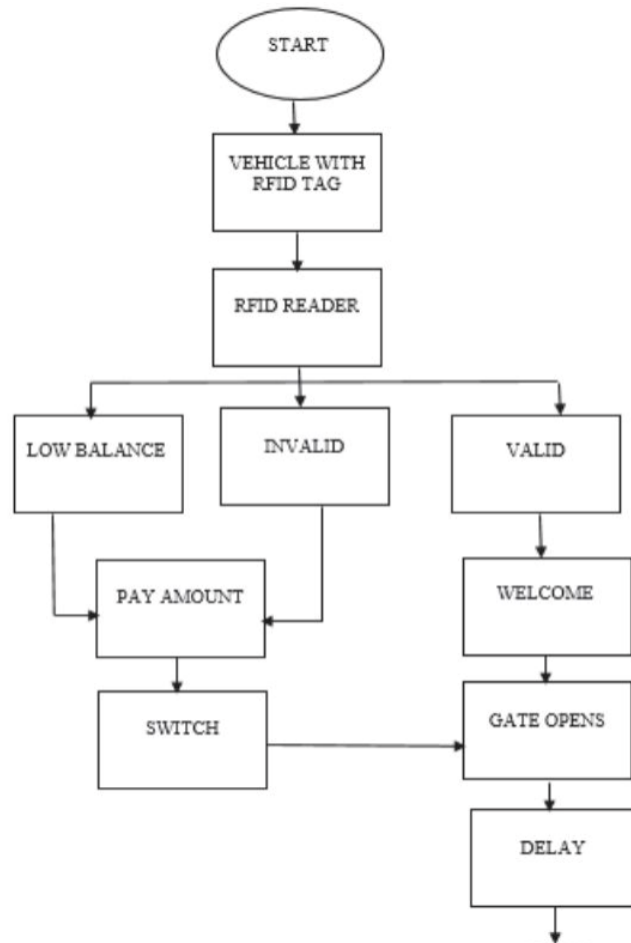 START
VEHICLE WITH
RFID TAG
RFID READER
LOW BALANCE
INVALID
VALID
PAY AMOUNT
WELCOME
SWITCH
GATE OPENS
DELAY